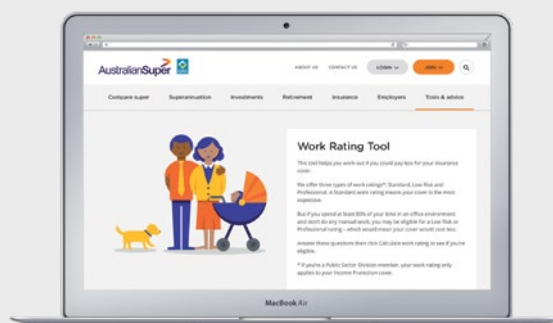 AustralianSuper
ABOUT US CONTACT US LOGIN JOIN
Compare super Superannuation Investments Retirement Insurance Employers Tools & advice
Work Rating Tool
This tool helps you work out if you could pay less for your insurance
cover.
We offer three types of work ratings*: Standard, Low Risk and
Professional. A Standard work rating means your cover is the most
expensive.
But if you spend at least 80% of your time in an office environment
and don't do any manual work, you may be eligible for a Low Risk or
Professional rating – which would mean your cover would cost less.
Answer these questions then click Calculate work rating to see if you're
eligible.
* If you're a Public Sector Division member, your work rating only
applies to your Income Protection cover.
MacBook Air